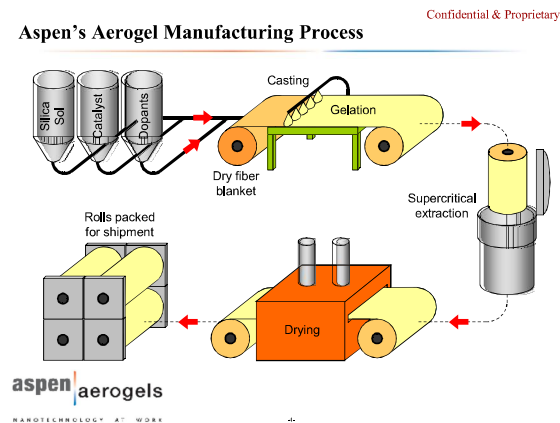 Confidential & Proprietary
Aspen's Aerogel Manufacturing Process
Silica
Sol
Catalyst
Dopants
Casting
Gelation
Dry fiber
blanket
Supercritical
extraction
Rolls packed
for shipment
Drying
aspen aerogels
NANOTECHNOLOGY AT WORK